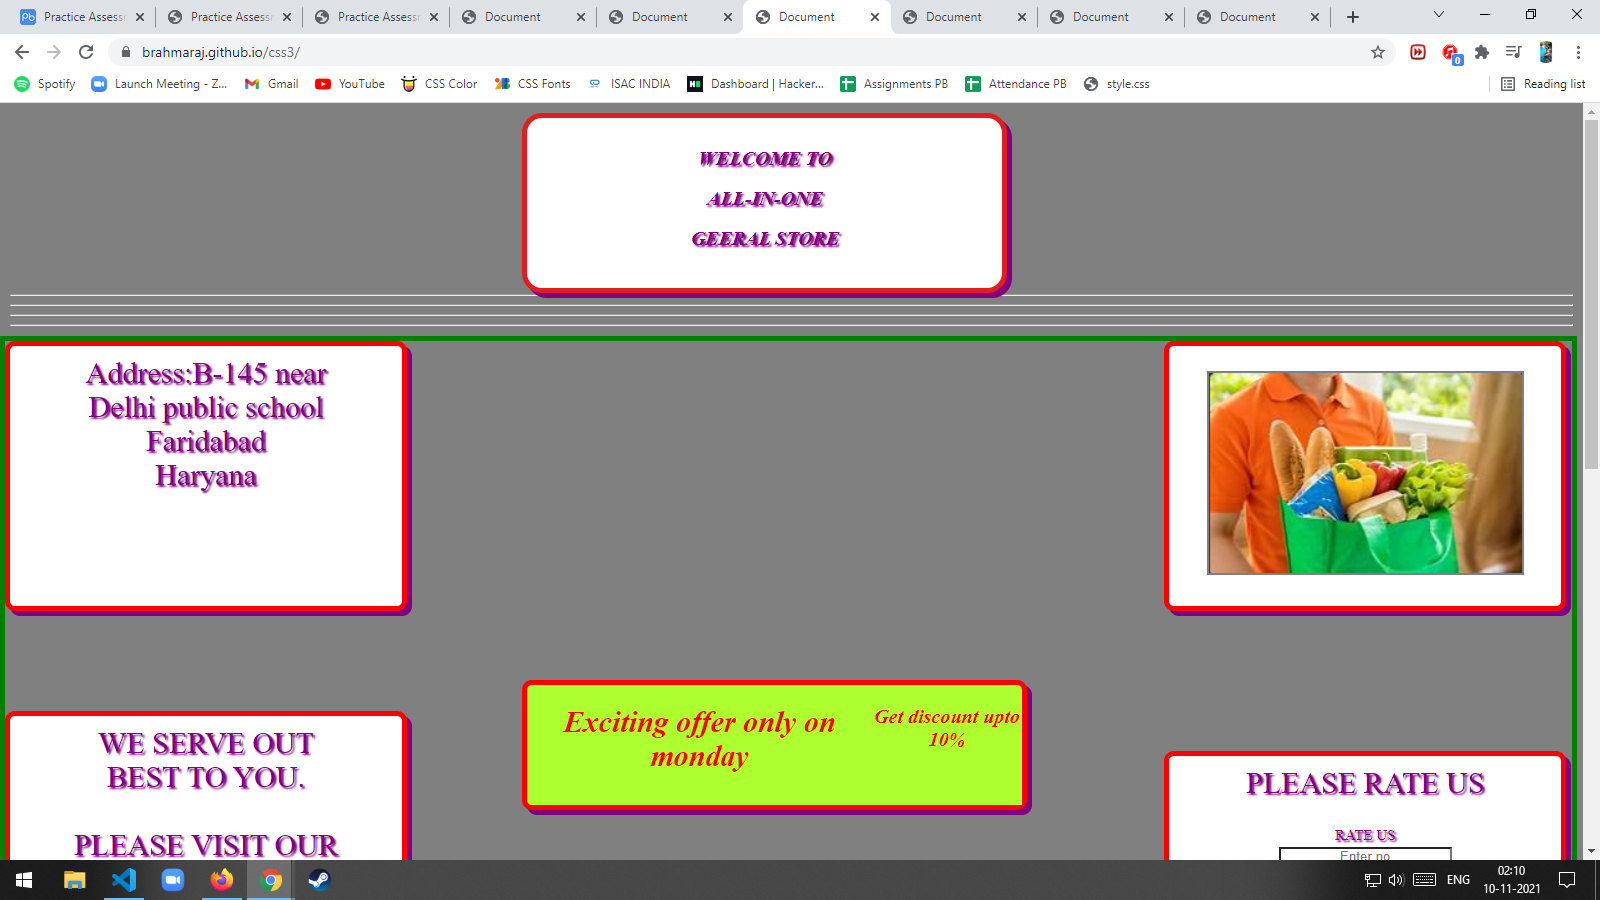 Practice Assess
Practice Assess
Practice Assess
Document
Document
Document
Document
Document
Document
brahmaraj.github.io/css3/
0
Spotify
Launch Meeting - Z...
Gmail
YouTube
CSS Color
CSS Fonts
ISAC INDIA
Dashboard | Hacker...
Assignments PB
Attendance PB
style.css
Reading list
WELCOME TO
ALL-IN-ONE
GEERAL STORE
Address:B-145 near
Delhi public school
Faridabad
Haryana
Exciting offer only on
monday
Get discount upto
10%
WE SERVE OUT
BEST TO YOU.
PLEASE VISIT OUR
PLEASE RATE US
RATE US
Enter no
ENG
02:10
10-11-2021